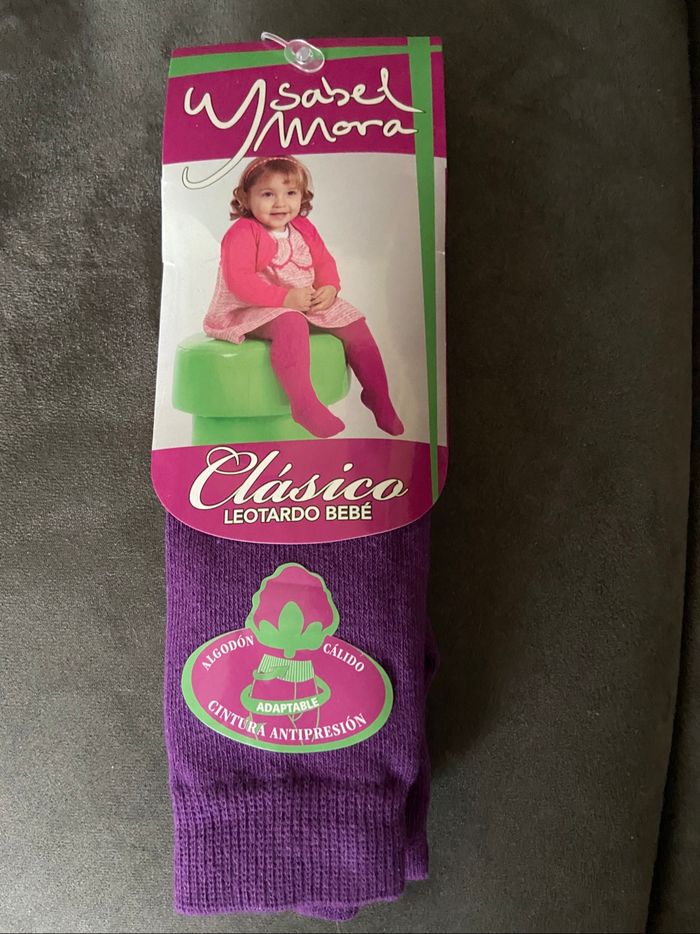 Ysabel
Mora
Clásico
LEOTARDO BEBÉ
ALGODÓN CÁLIDO
ADAPTABLE
CINTURA ANTIPRESIÓN